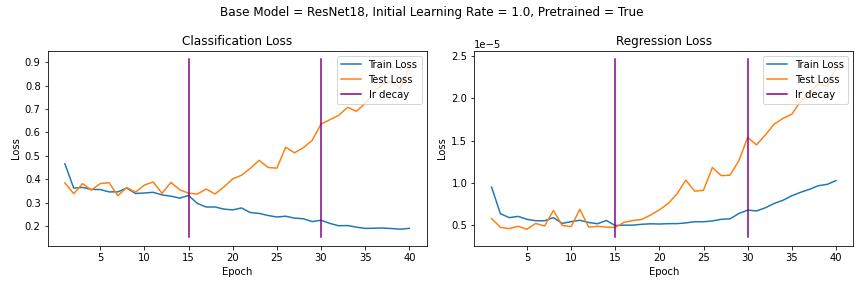 Base Model = ResNet18, Initial Learning Rate = 1.0, Pretrained = True
Classification Loss
Loss
0.9
0.8
0.7
0.6
0.5
0.4
0.3
0.2
Train Loss
Test Loss
lr decay
5 10 15 20 25 30 35 40
Epoch
Regression Loss
1e−5
Loss
2.5
2.0
1.5
1.0
0.5
Train Loss
Test Loss
lr decay
5 10 15 20 25 30 35 40
Epoch